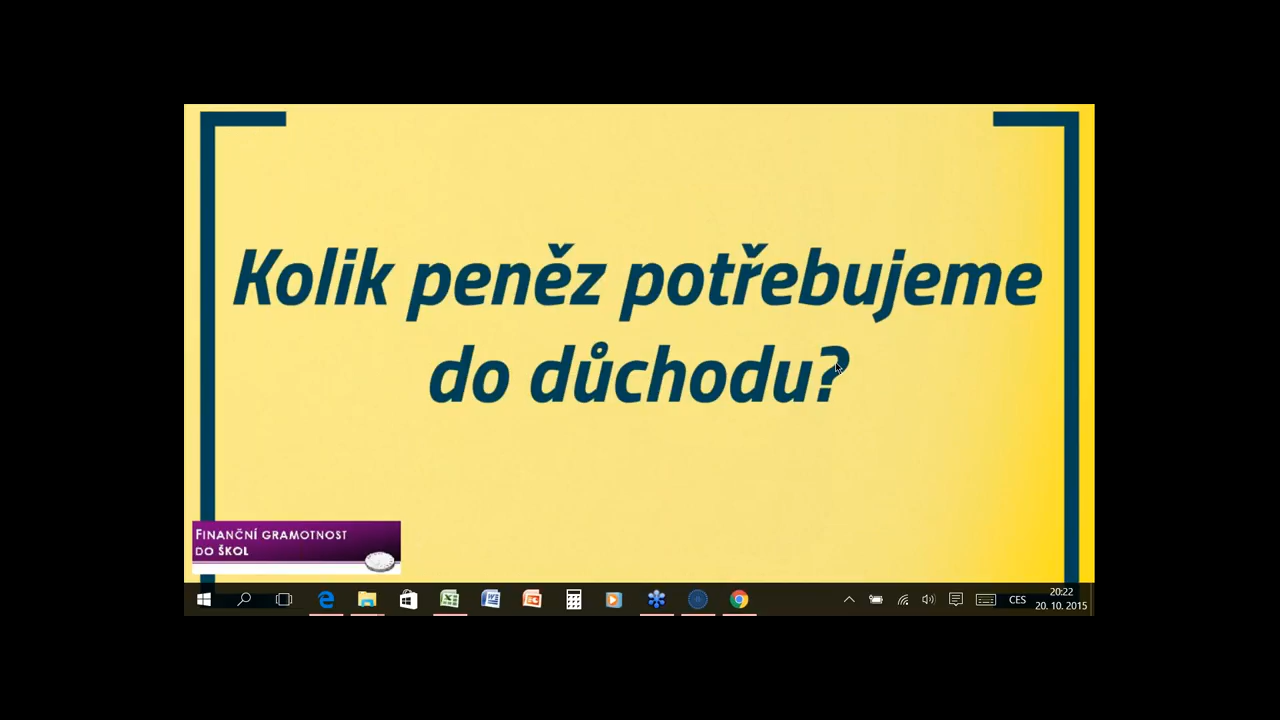 Kolik peněz potřebujeme
do důchodu?
FINANČNÍ GRAMOTNOST
DO ŠKOL
CES
20:22
20. 10. 2015